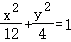 x²/12 + y²/4 = 1